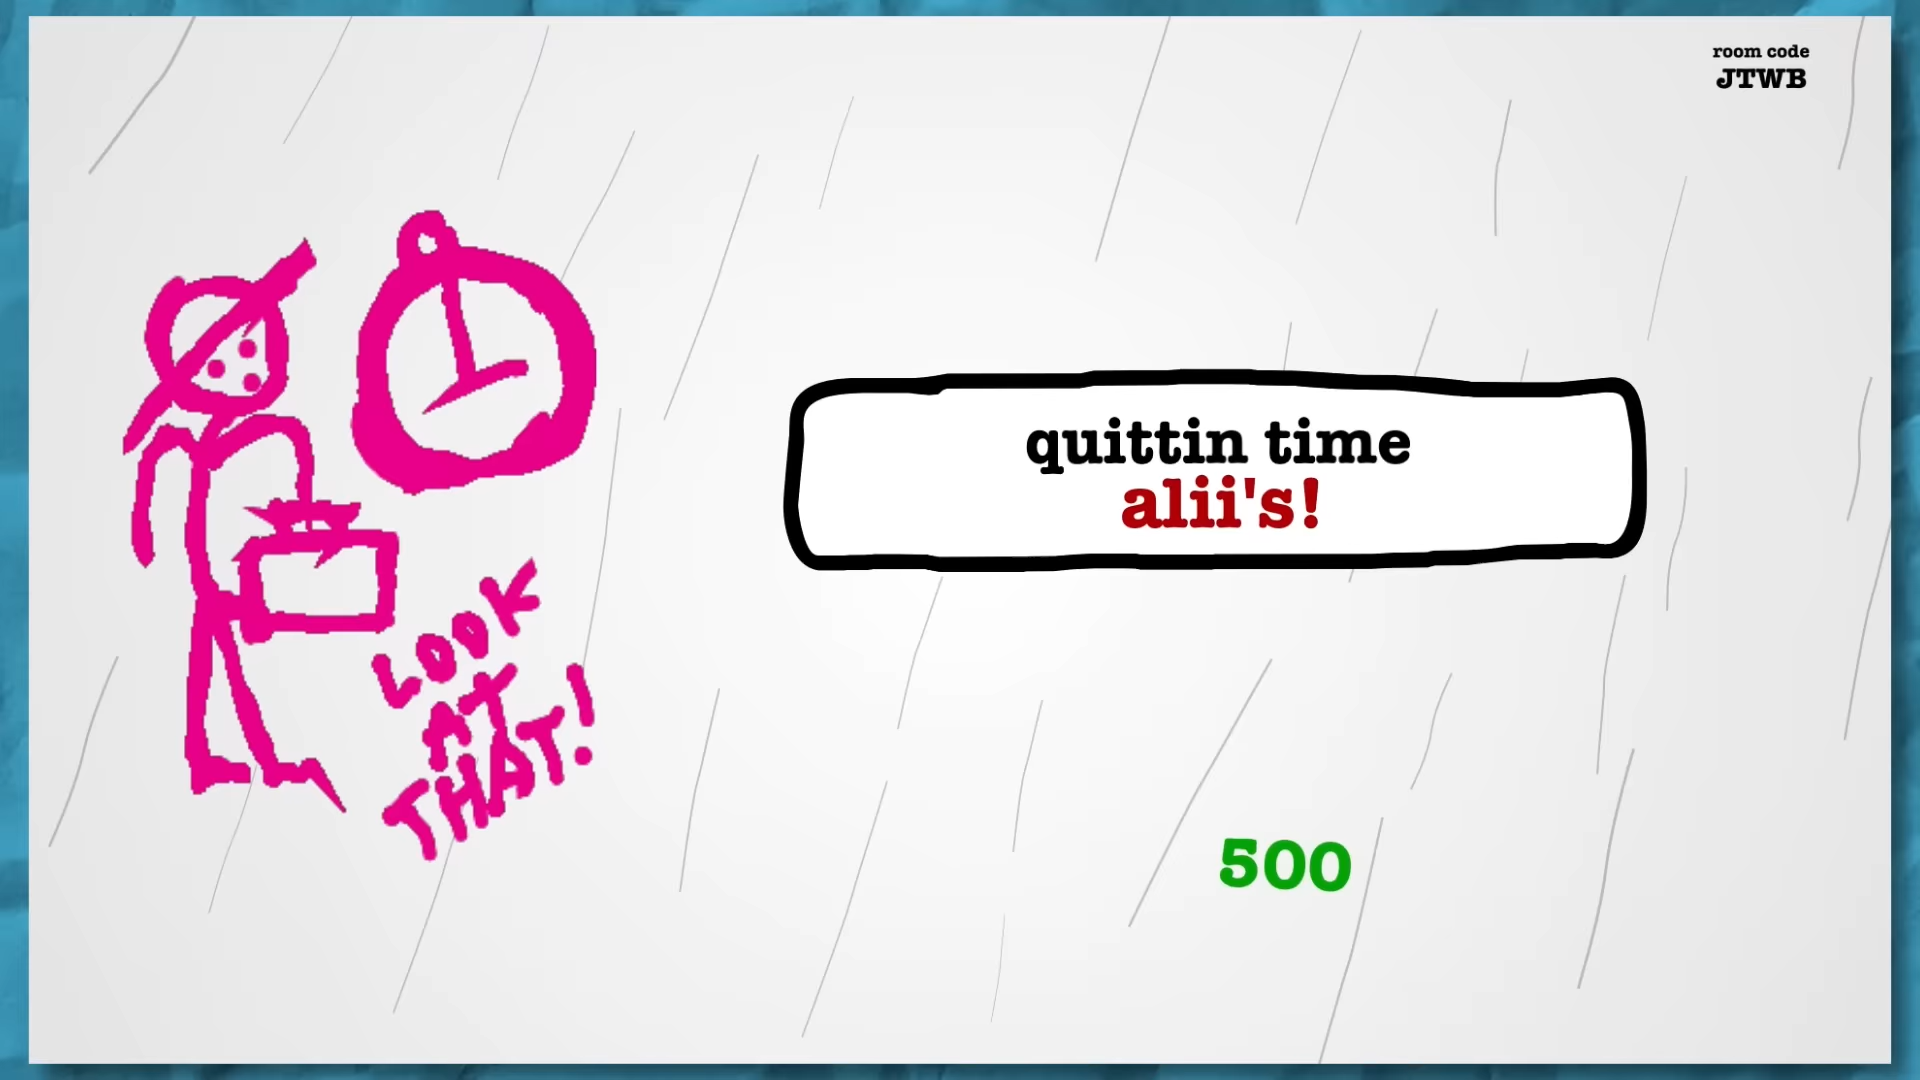 room code
JTWB
quittin time
alii's!
LOOK
AT
THAT!
500